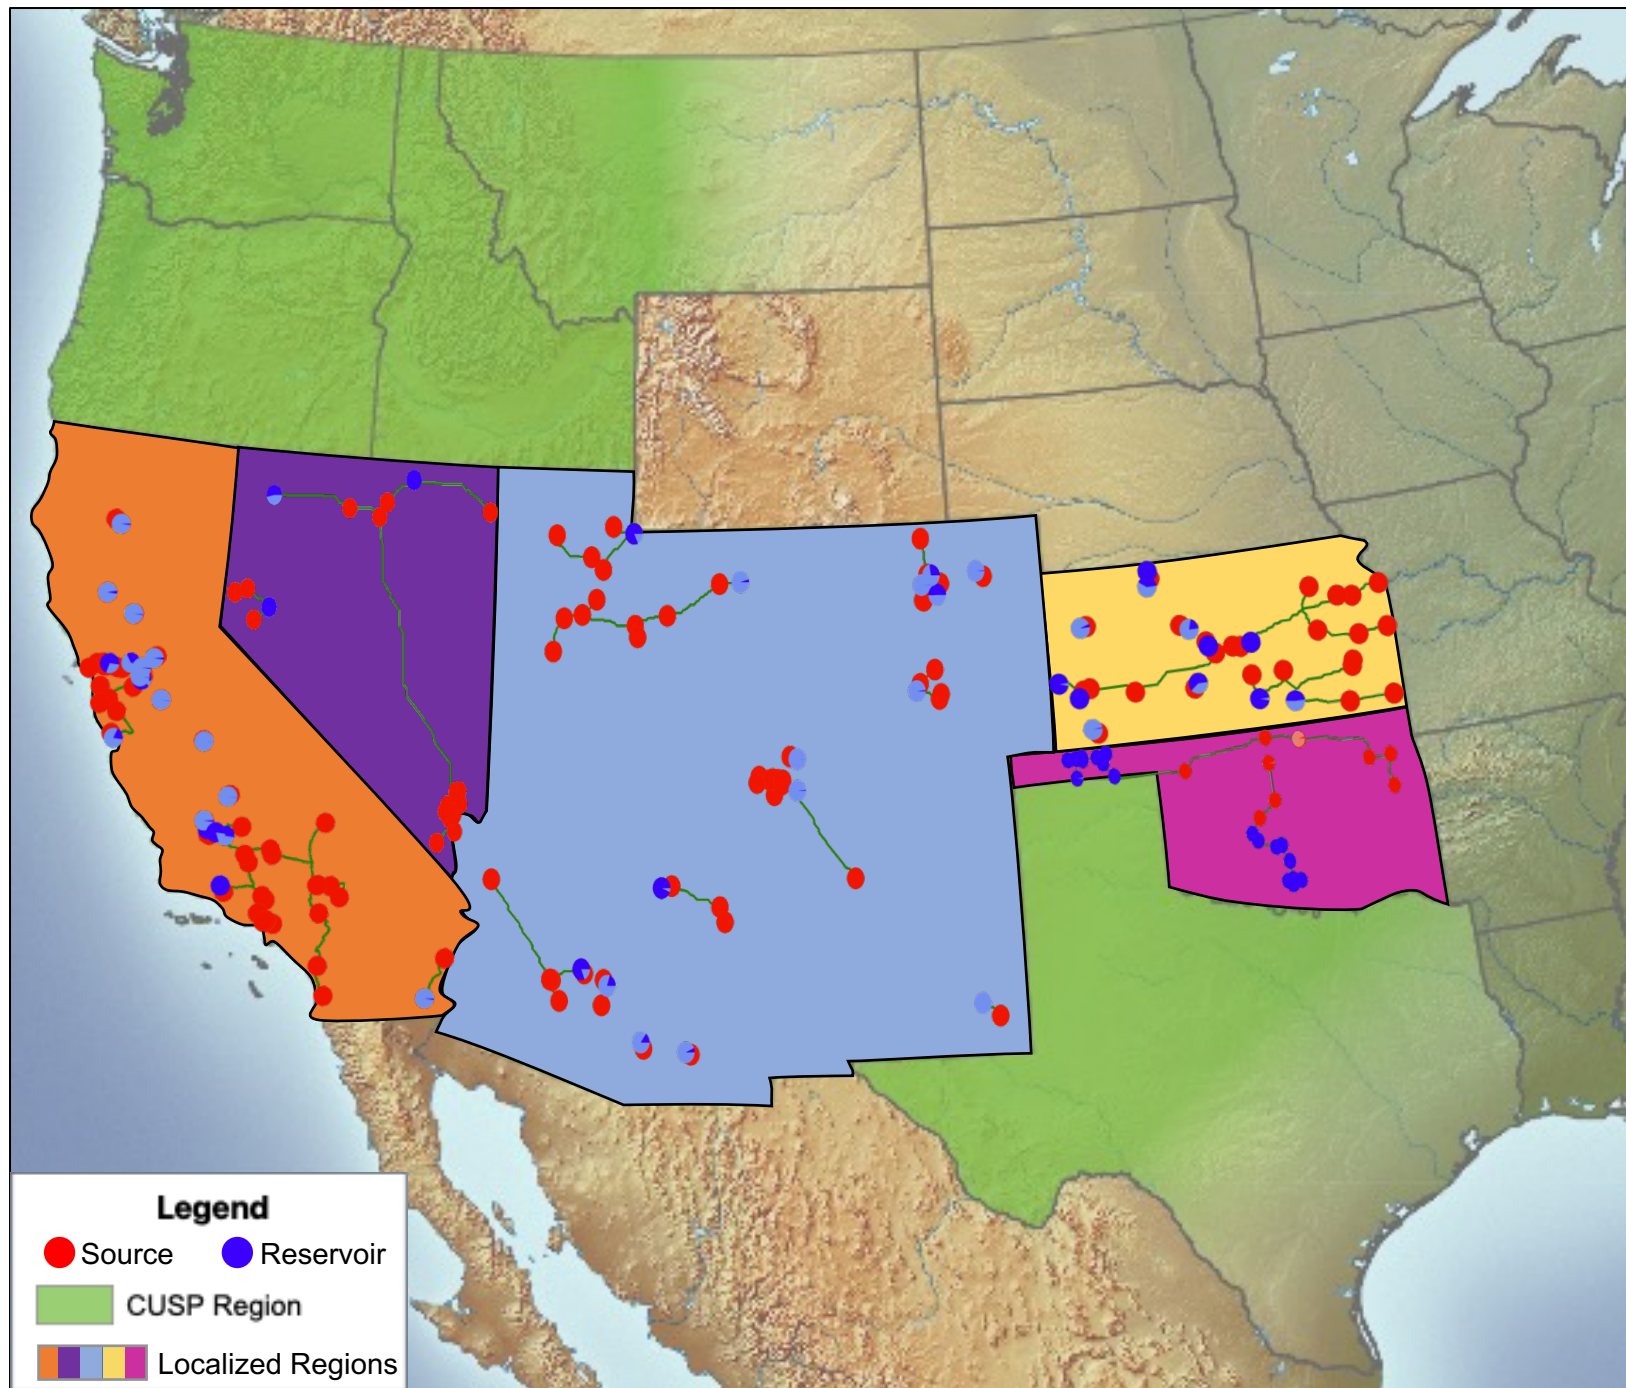 Legend
Source
Reservoir
CUSP Region
Localized Regions